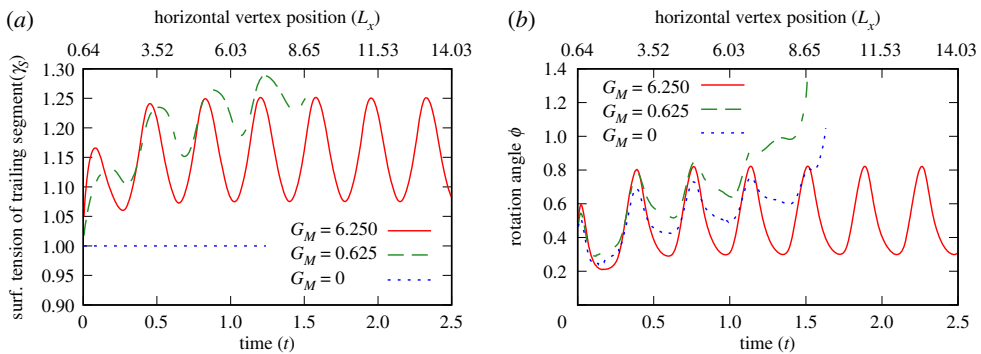 (a)
horizontal vertex position (Lx)
0.64 3.52 6.03 8.65 11.53 14.03
surf. tension of trailing segment(γS)
1.30
1.25
1.20
1.15
1.10
1.05
1.00
0.95
0.90
GM = 6.250
GM = 0.625
GM = 0
0 0.5 1.0 1.5 2.0 2.5
time (t)
(b)
horizontal vertex position (Lx)
0.64 3.52 6.03 8.65 11.53 14.03
rotation angle ϕ
1.4
1.2
1.0
0.8
0.6
0.4
0.2
GM = 6.250
GM = 0.625
GM = 0
0 0.5 1.0 1.5 2.0 2.5
time (t)